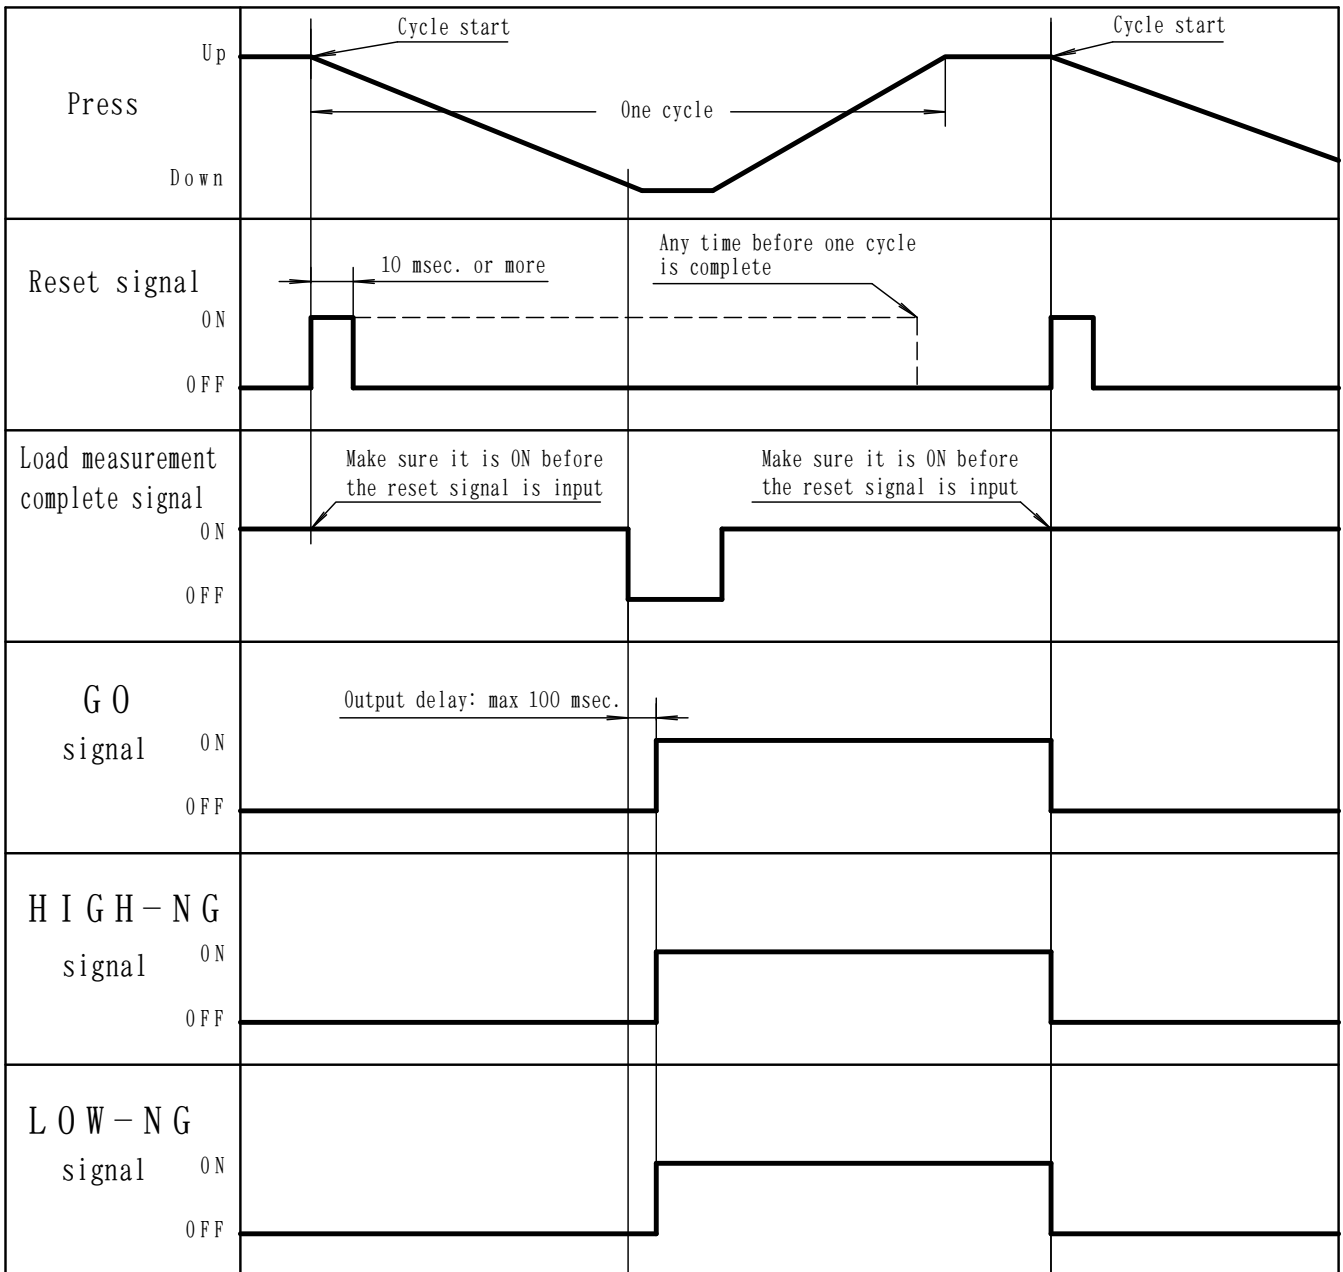 Cycle start
Cycle start
Up
Press
One cycle
Down
Any time before one cycle
is complete
10 msec. or more
Reset signal
ON
OFF
Load measurement
complete signal
Make sure it is ON before
the reset signal is input
Make sure it is ON before
the reset signal is input
ON
OFF
GO
signal
Output delay: max 100 msec.
ON
OFF
HIGH-NG
signal
ON
OFF
LOW-NG
signal
ON
OFF